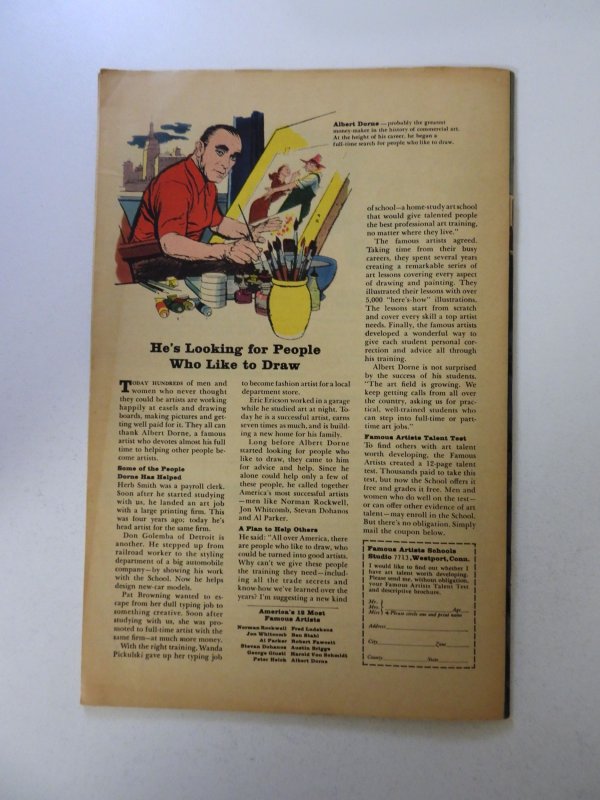 Albert Dorne—probably the greatest
money-maker in the history of commercial art.
At the height of his career, he began a
full-time search for people who like to draw.
He's Looking for People
Who Like to Draw
TODAY HUNDREDS of men and
women who never thought
they could be artists are working
happily at easels and drawing
boards, making pictures and get-
ting well paid for it. They all can
thank Albert Dorne, a famous
artist who devotes almost his full
time to helping other people be-
come artists.
Some of the People
Dorne Has Helped
Herb Smith was a payroll clerk.
Soon after he started studying
with us, he landed an art job
with a large printing firm. This
was four years ago; today he's
head artist for the same firm.
Don Golemba of Detroit is
another. He stepped up from
railroad worker to the styling
department of a big automobile
company—by showing his work
with the School. Now he helps
design new-car models.
Pat Browning wanted to es-
cape from her dull typing job to
something creative. Soon after
studying with us, she was pro-
moted to full-time artist with the
same firm—at much more money.
With the right training, Wanda
Pickulski gave up her typing job
to become fashion artist for a local
department store.
Eric Ericson worked in a garage
while he studied art at night. To-
day he is a successful artist, earns
seven times as much, and is build-
ing a new home for his family.
Long before Albert Dorne
started looking for people who
like to draw, they came to him
for advice and help. Since he
alone could help only a few of
these people, he called together
America's most successful artists
—men like Norman Rockwell,
Jon Whitcomb, Stevan Dohanos
and Al Parker.
A Plan to Help Others
He said: "All over America, there
are people who like to draw, who
could be turned into good artists.
Why can't we give these people
the training they need—includ-
ing all the trade secrets and
know-how we've learned over the
years? I'm suggesting a new kind
America's 12 Most
Famous Artists
Norman Rockwell Fred Ludekens
Jon Whitcomb Ben Stahl
Al Parker Robert Fawcett
Stevan Dohanos Austin Briggs
George Giusti Harold Von Schmidt
Peter Helck Albert Dorne
of school—a home-study art school
that would give talented people
the best professional art training,
no matter where they live."
The famous artists agreed.
Taking time from their busy
careers, they spent several years
creating a remarkable series of
art lessons covering every aspect
of drawing and painting. They
illustrated their lessons with over
5,000 "here's-how" illustrations.
The lessons start from scratch
and cover every skill a top artist
needs. Finally, the famous artists
developed a wonderful way to
give each student personal cor-
rection and advice all through
his training.
Albert Dorne is not surprised
by the success of his students.
"The art field is growing. We
keep getting calls from all over
the country, asking us for prac-
tical, well-trained students who
can step into full-time or part-
time art jobs."
Famous Artists Talent Test
To find others with art talent
worth developing, the Famous
Artists created a 12-page talent
test. Thousands paid to take this
test, but now the School offers it
free and grades it free. Men and
women who do well on the test—
or can offer other evidence of art
talent—may enroll in the School.
But there's no obligation. Simply
mail the coupon below.
Famous Artists Schools
Studio 7713, Westport, Conn.
I would like to find out whether I
have art talent worth developing.
Please send me, without obligation,
your Famous Artists Talent Test
and descriptive brochure.
Mr.
Mrs. Age
Miss Please circle one and print name
Address
City Zone
County State